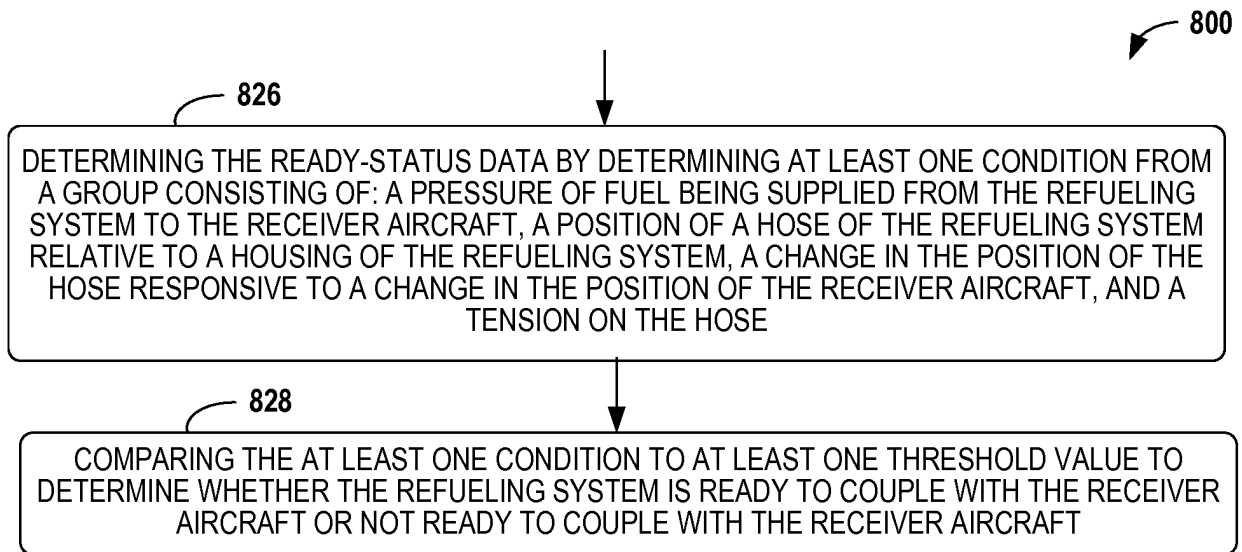 800
826
DETERMINING THE READY-STATUS DATA BY DETERMINING AT LEAST ONE CONDITION FROM
A GROUP CONSISTING OF: A PRESSURE OF FUEL BEING SUPPLIED FROM THE REFUELING
SYSTEM TO THE RECEIVER AIRCRAFT, A POSITION OF A HOSE OF THE REFUELING SYSTEM
RELATIVE TO A HOUSING OF THE REFUELING SYSTEM, A CHANGE IN THE POSITION OF THE
HOSE RESPONSIVE TO A CHANGE IN THE POSITION OF THE RECEIVER AIRCRAFT, AND A
TENSION ON THE HOSE
828
COMPARING THE AT LEAST ONE CONDITION TO AT LEAST ONE THRESHOLD VALUE TO
DETERMINE WHETHER THE REFUELING SYSTEM IS READY TO COUPLE WITH THE RECEIVER
AIRCRAFT OR NOT READY TO COUPLE WITH THE RECEIVER AIRCRAFT